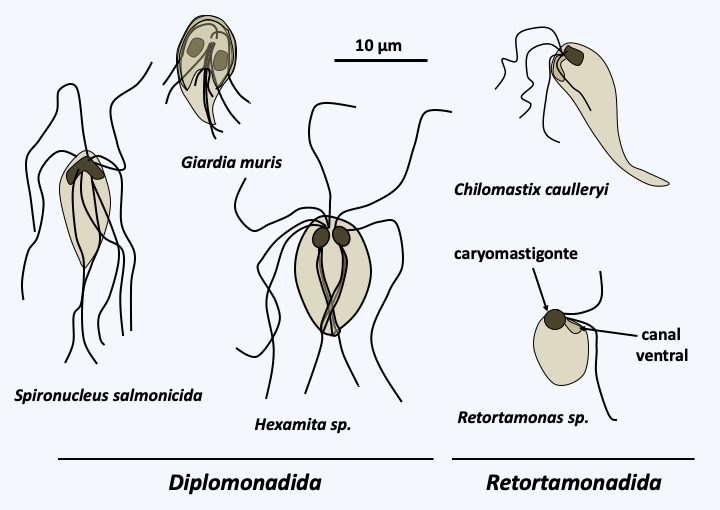 10 µm
Giardia muris
Chilomastix caulleryi
caryomastigonte
canal
ventral
Spironucleus salmonicida
Hexamita sp.
Retortamonas sp.
Diplomonadida
Retortamonadida